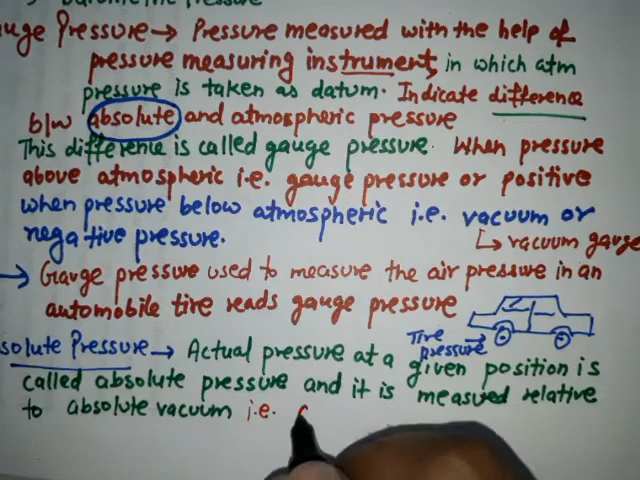 Barometric Pressure
uge Pressure → Pressure measured with the help of
pressure measuring instrument, in which atm
pressure is taken as datum. Indicate difference
b/w absolute and atmospheric pressure
This difference is called gauge pressure. When pressure
above atmospheric i.e. gauge pressure or positive
when pressure below atmospheric i.e. vacuum or
negative pressure.
↳ vacuum gauge
→ Gauge pressure used to measure the air pressure in an
automobile tire reads gauge pressure
Tire pressure →
solute Pressure → Actual pressure at a given position is
called absolute pressure and it is measued relative
to absolute vacuum i.e.